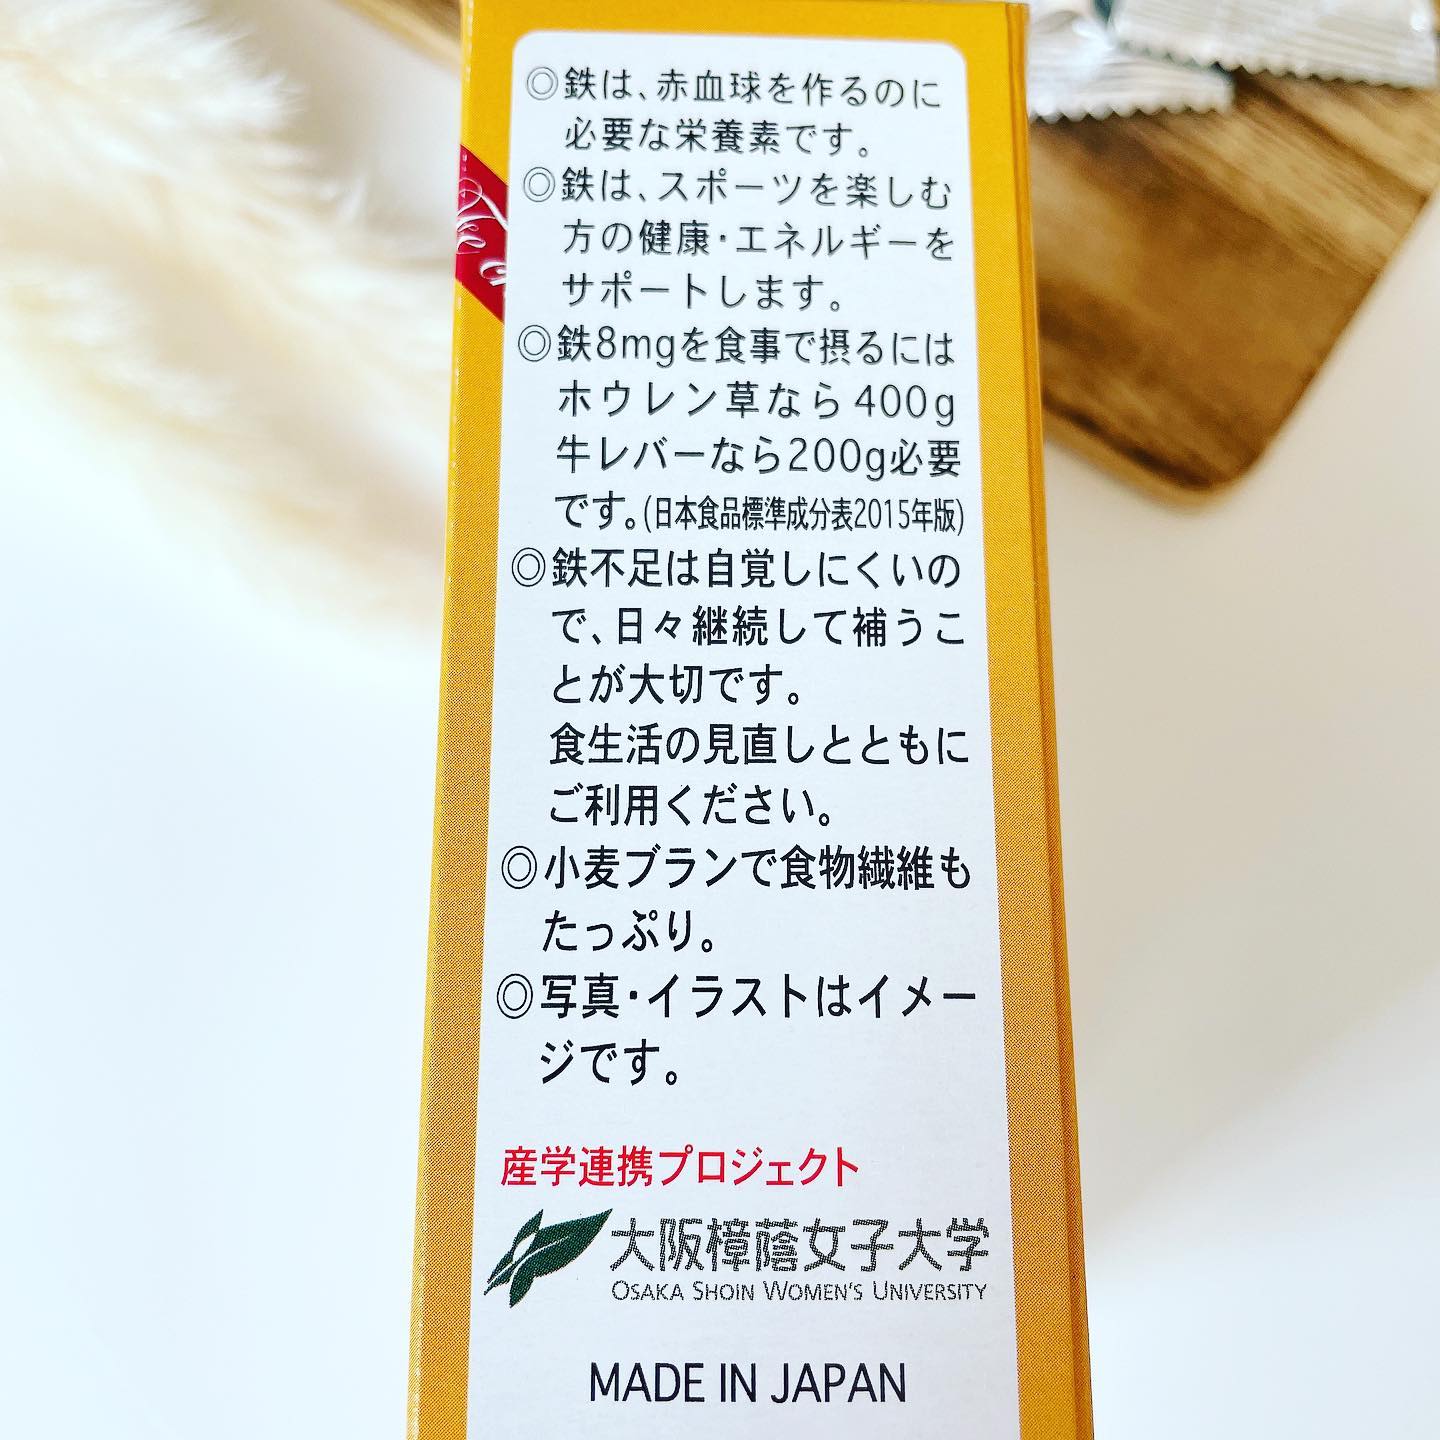 ◎鉄は、赤血球を作るのに
必要な栄養素です。
◎鉄は、スポーツを楽しむ
方の健康・エネルギーを
サポートします。
◎鉄8mgを食事で摂るには
ホウレン草なら400g
牛レバーなら200g必要
です。(日本食品標準成分表2015年版)
◎鉄不足は自覚しにくいの
で、日々継続して補うこ
とが大切です。
食生活の見直しとともに
ご利用ください。
◎小麦ブランで食物繊維も
たっぷり。
◎写真・イラストはイメー
ジです。
産学連携プロジェクト
大阪樟蔭女子大学
OSAKA SHOIN WOMEN'S UNIVERSITY
MADE IN JAPAN